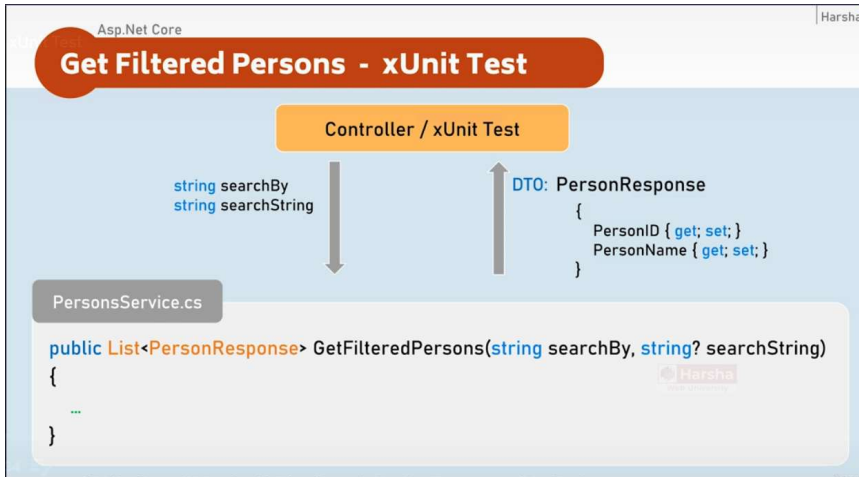 Asp.Net Core
Harsha
Get Filtered Persons - xUnit Test
Controller / xUnit Test
string searchBy
string searchString
DTO: PersonResponse
{
PersonID { get; set; }
PersonName { get; set; }
}
PersonsService.cs
public List<PersonResponse> GetFilteredPersons(string searchBy, string? searchString)
{
Harsha
...
}